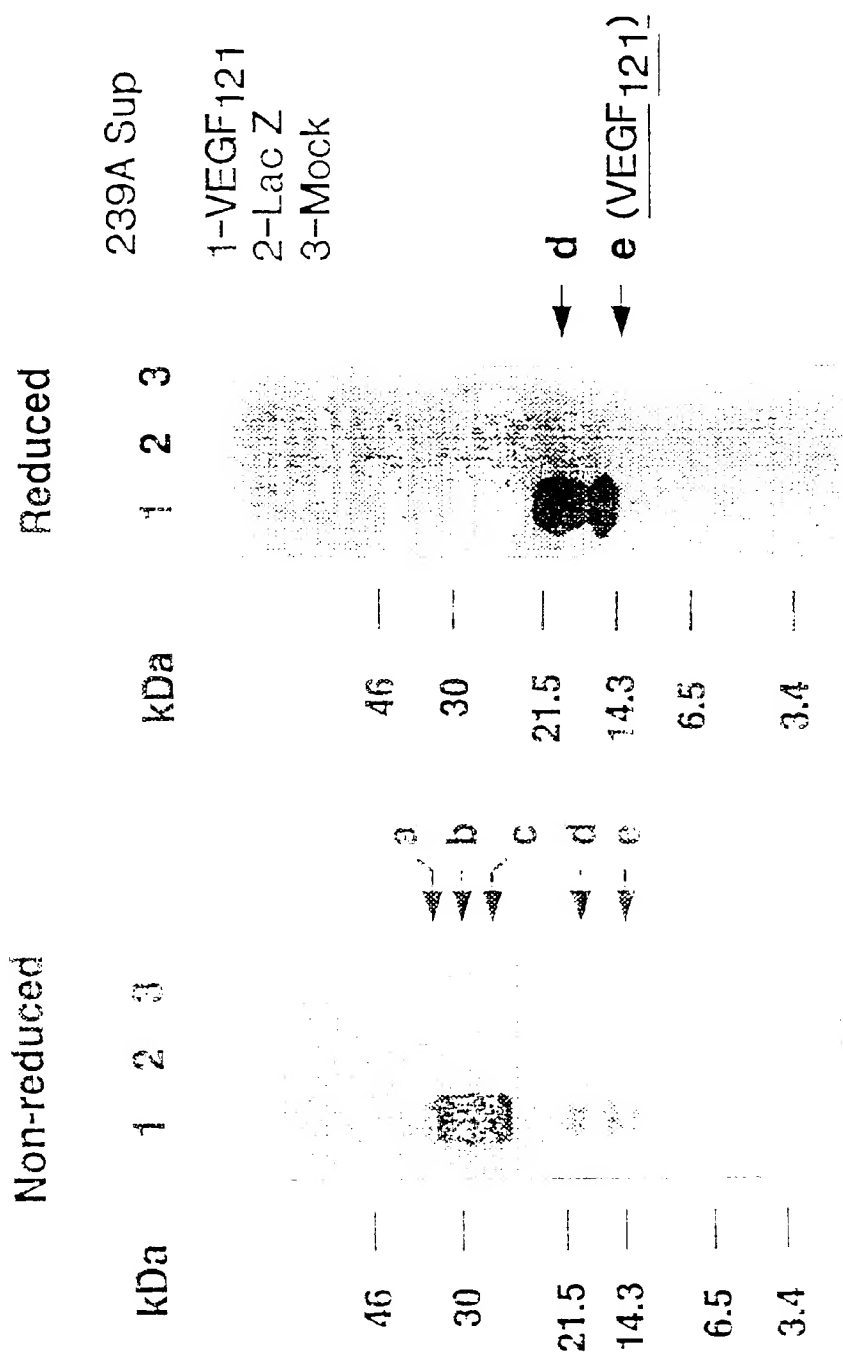 Non-reduced
kDa 1 2 3
46
30
21.5
14.3
6.5
3.4
a
b
c
d
e
Reduced
kDa 1 2 3
46
30
21.5
14.3
6.5
3.4
d
e (VEGF121)
239A Sup
1-VEGF121
2-Lac Z
3-Mock